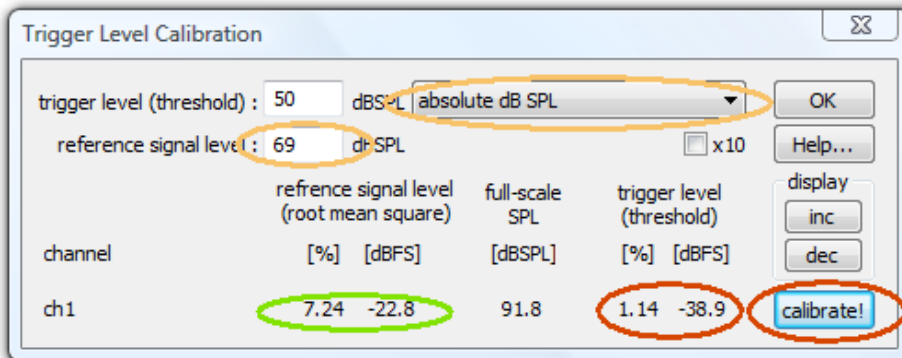 Trigger Level Calibration
trigger level (threshold) : 50 dBSPL absolute dB SPL OK
reference signal level : 69 dBSPL x10 Help...
refrence signal level full-scale trigger level display
(root mean square) SPL (threshold) inc
channel [%] [dBFS] [dBSPL] [%] [dBFS] dec
ch1 7.24 -22.8 91.8 1.14 -38.9 calibrate!